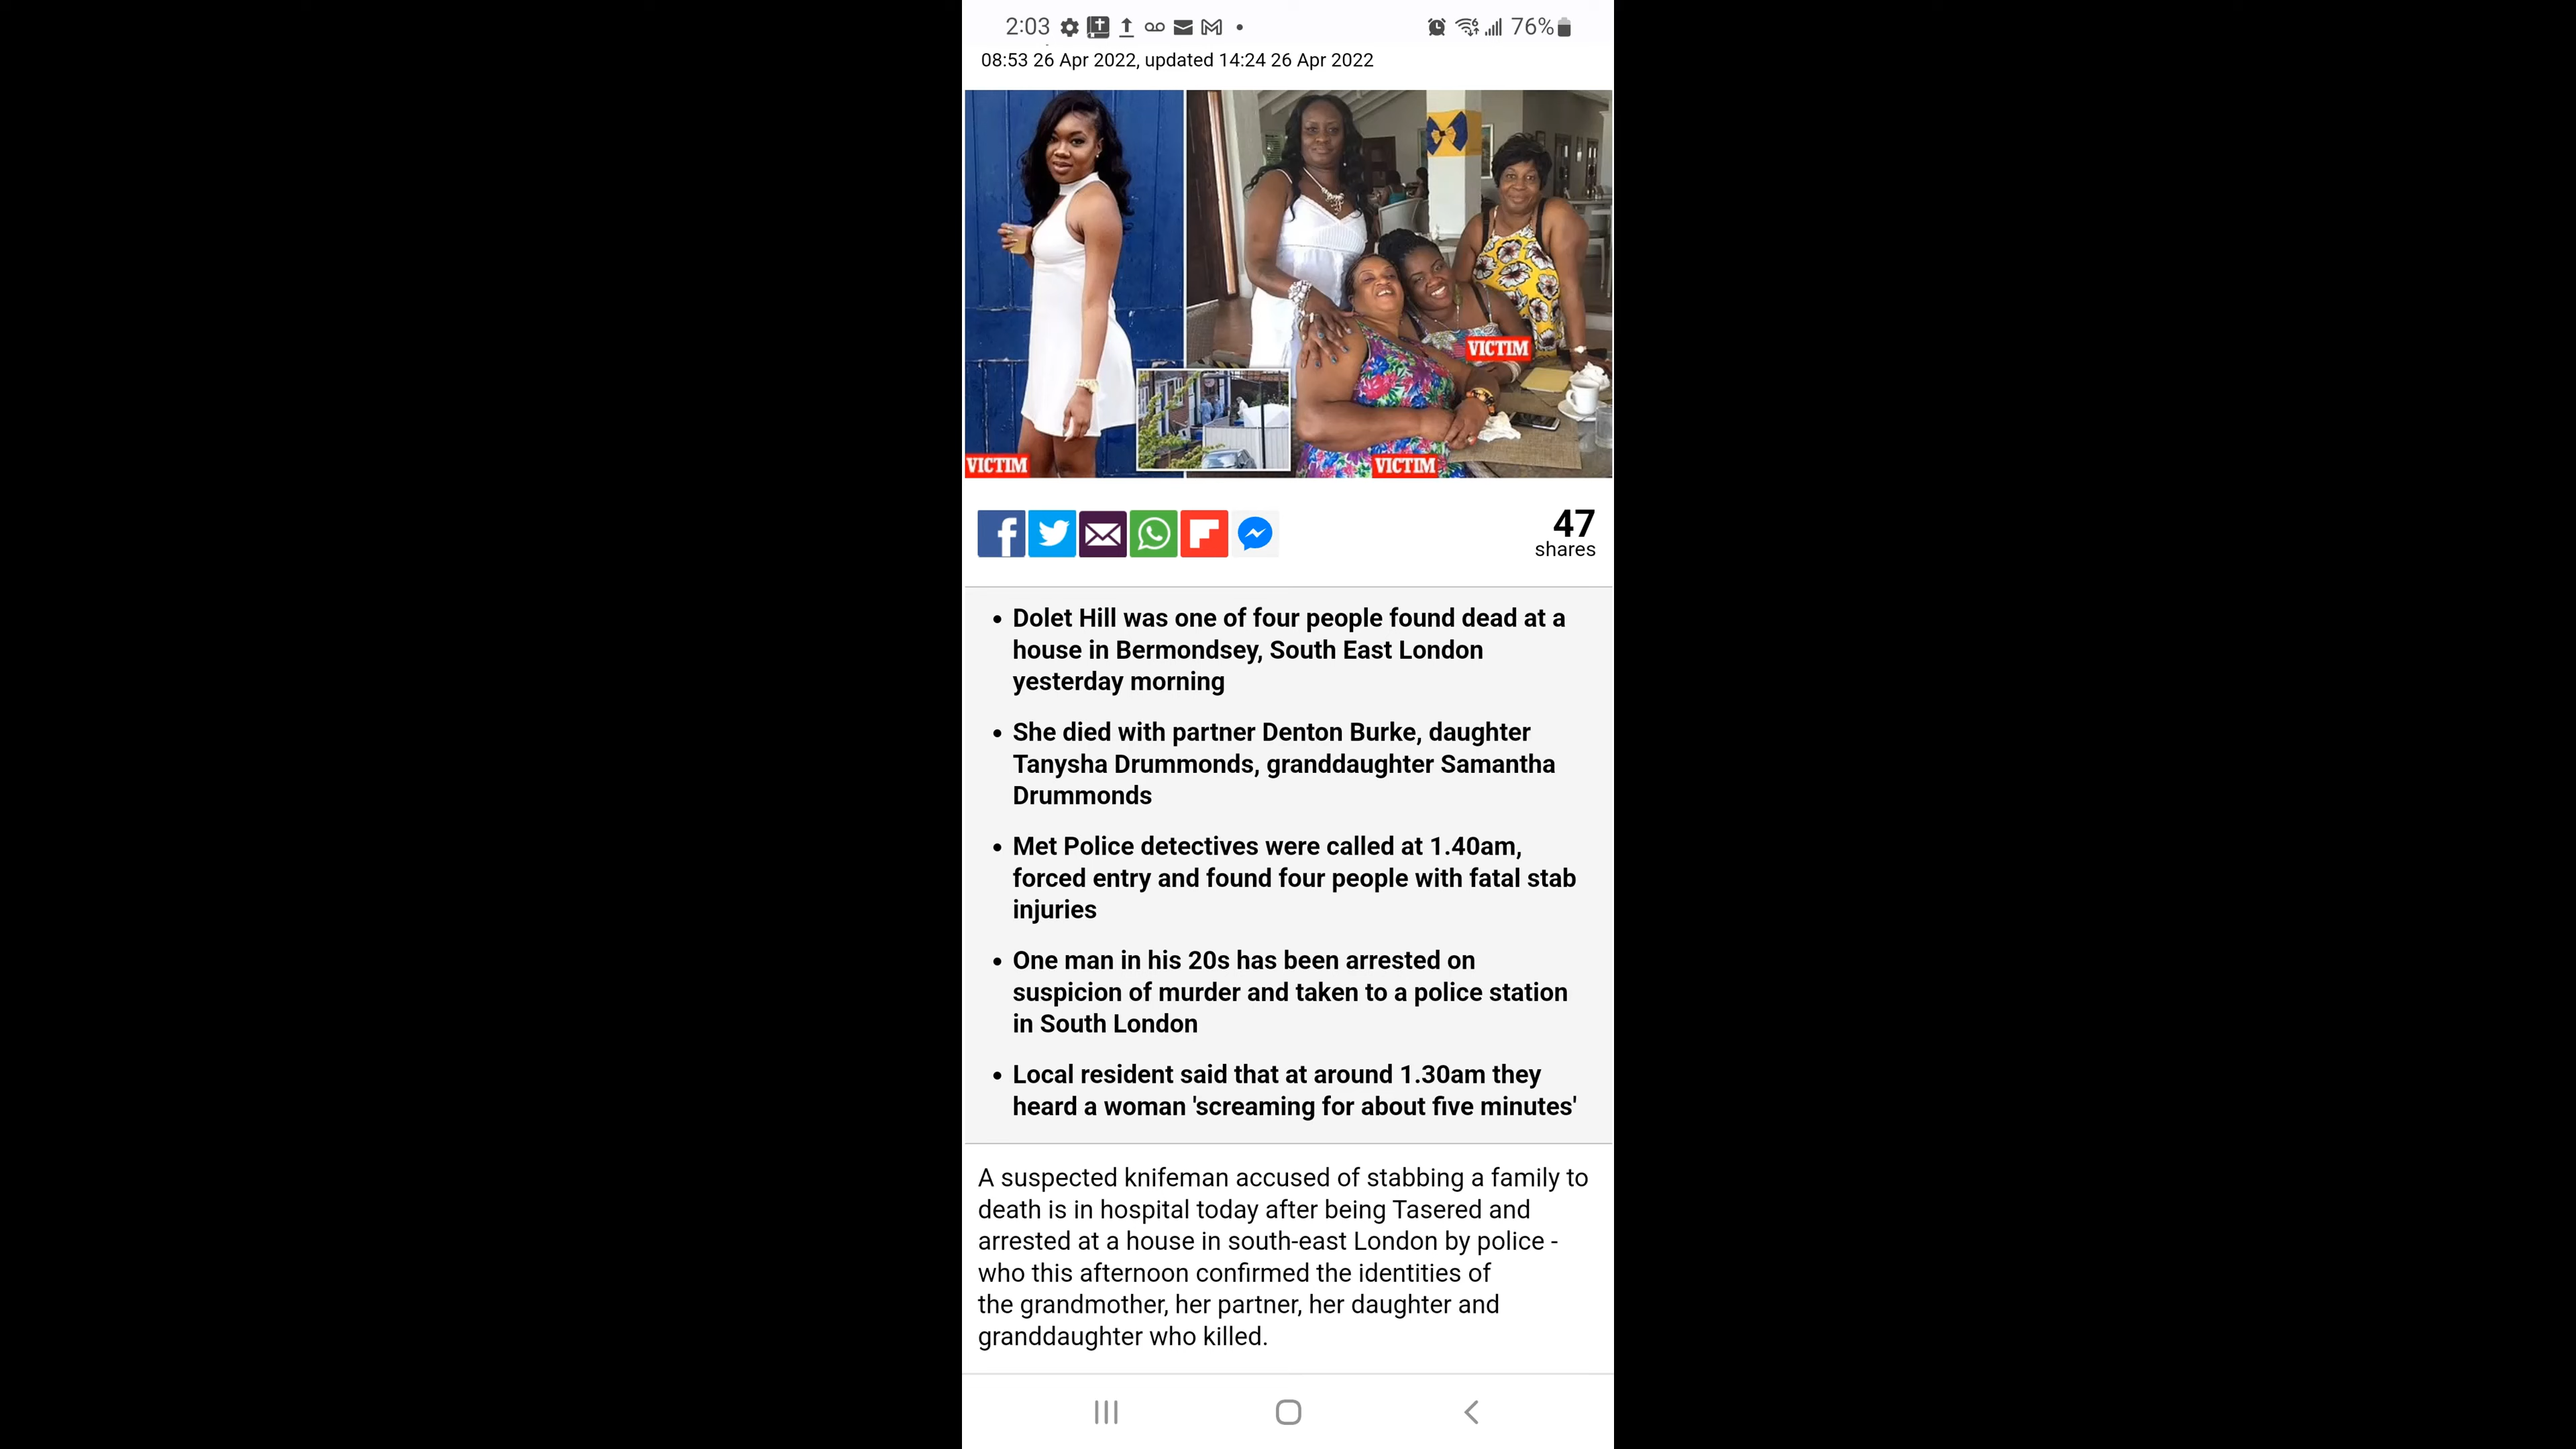 2:03
76%
08:53 26 Apr 2022, updated 14:24 26 Apr 2022
VICTIM
VICTIM
VICTIM
47
shares
Dolet Hill was one of four people found dead at a
house in Bermondsey, South East London
yesterday morning
She died with partner Denton Burke, daughter
Tanysha Drummonds, granddaughter Samantha
Drummonds
Met Police detectives were called at 1.40am,
forced entry and found four people with fatal stab
injuries
One man in his 20s has been arrested on
suspicion of murder and taken to a police station
in South London
Local resident said that at around 1.30am they
heard a woman 'screaming for about five minutes'
A suspected knifeman accused of stabbing a family to
death is in hospital today after being Tasered and
arrested at a house in south-east London by police -
who this afternoon confirmed the identities of
the grandmother, her partner, her daughter and
granddaughter who killed.